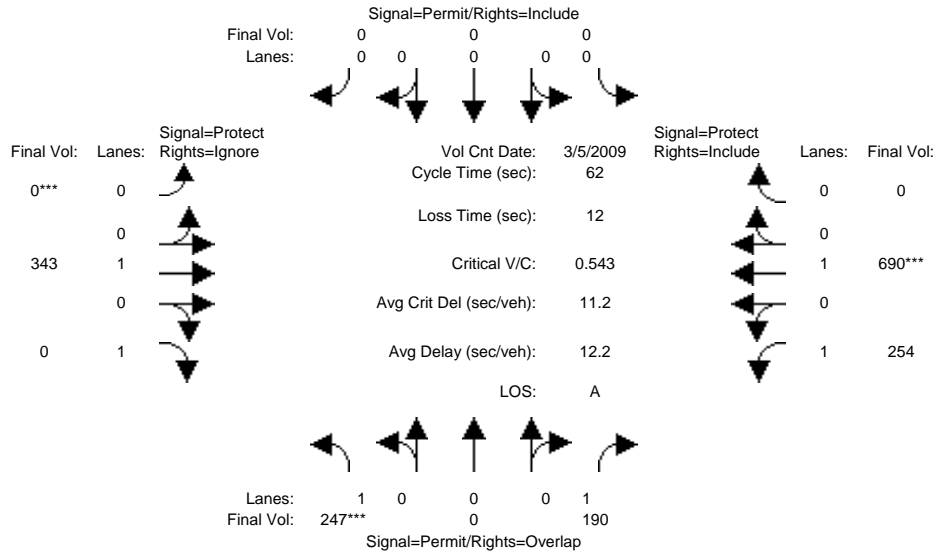 Signal=Permit/Rights=Include
Final Vol: 0 0 0
Lanes: 0 0 0 0 0
Signal=Protect Signal=Protect
Final Vol: Lanes: Rights=Ignore Vol Cnt Date: 3/5/2009 Rights=Include Lanes: Final Vol:
Cycle Time (sec): 62
0*** 0 0 0
Loss Time (sec): 12
0 0
343 1 Critical V/C: 0.543 1 690***
0 Avg Crit Del (sec/veh): 11.2 0
0 1 Avg Delay (sec/veh): 12.2 1 254
LOS: A
Lanes: 1 0 0 0 1
Final Vol: 247*** 0 190
Signal=Permit/Rights=Overlap